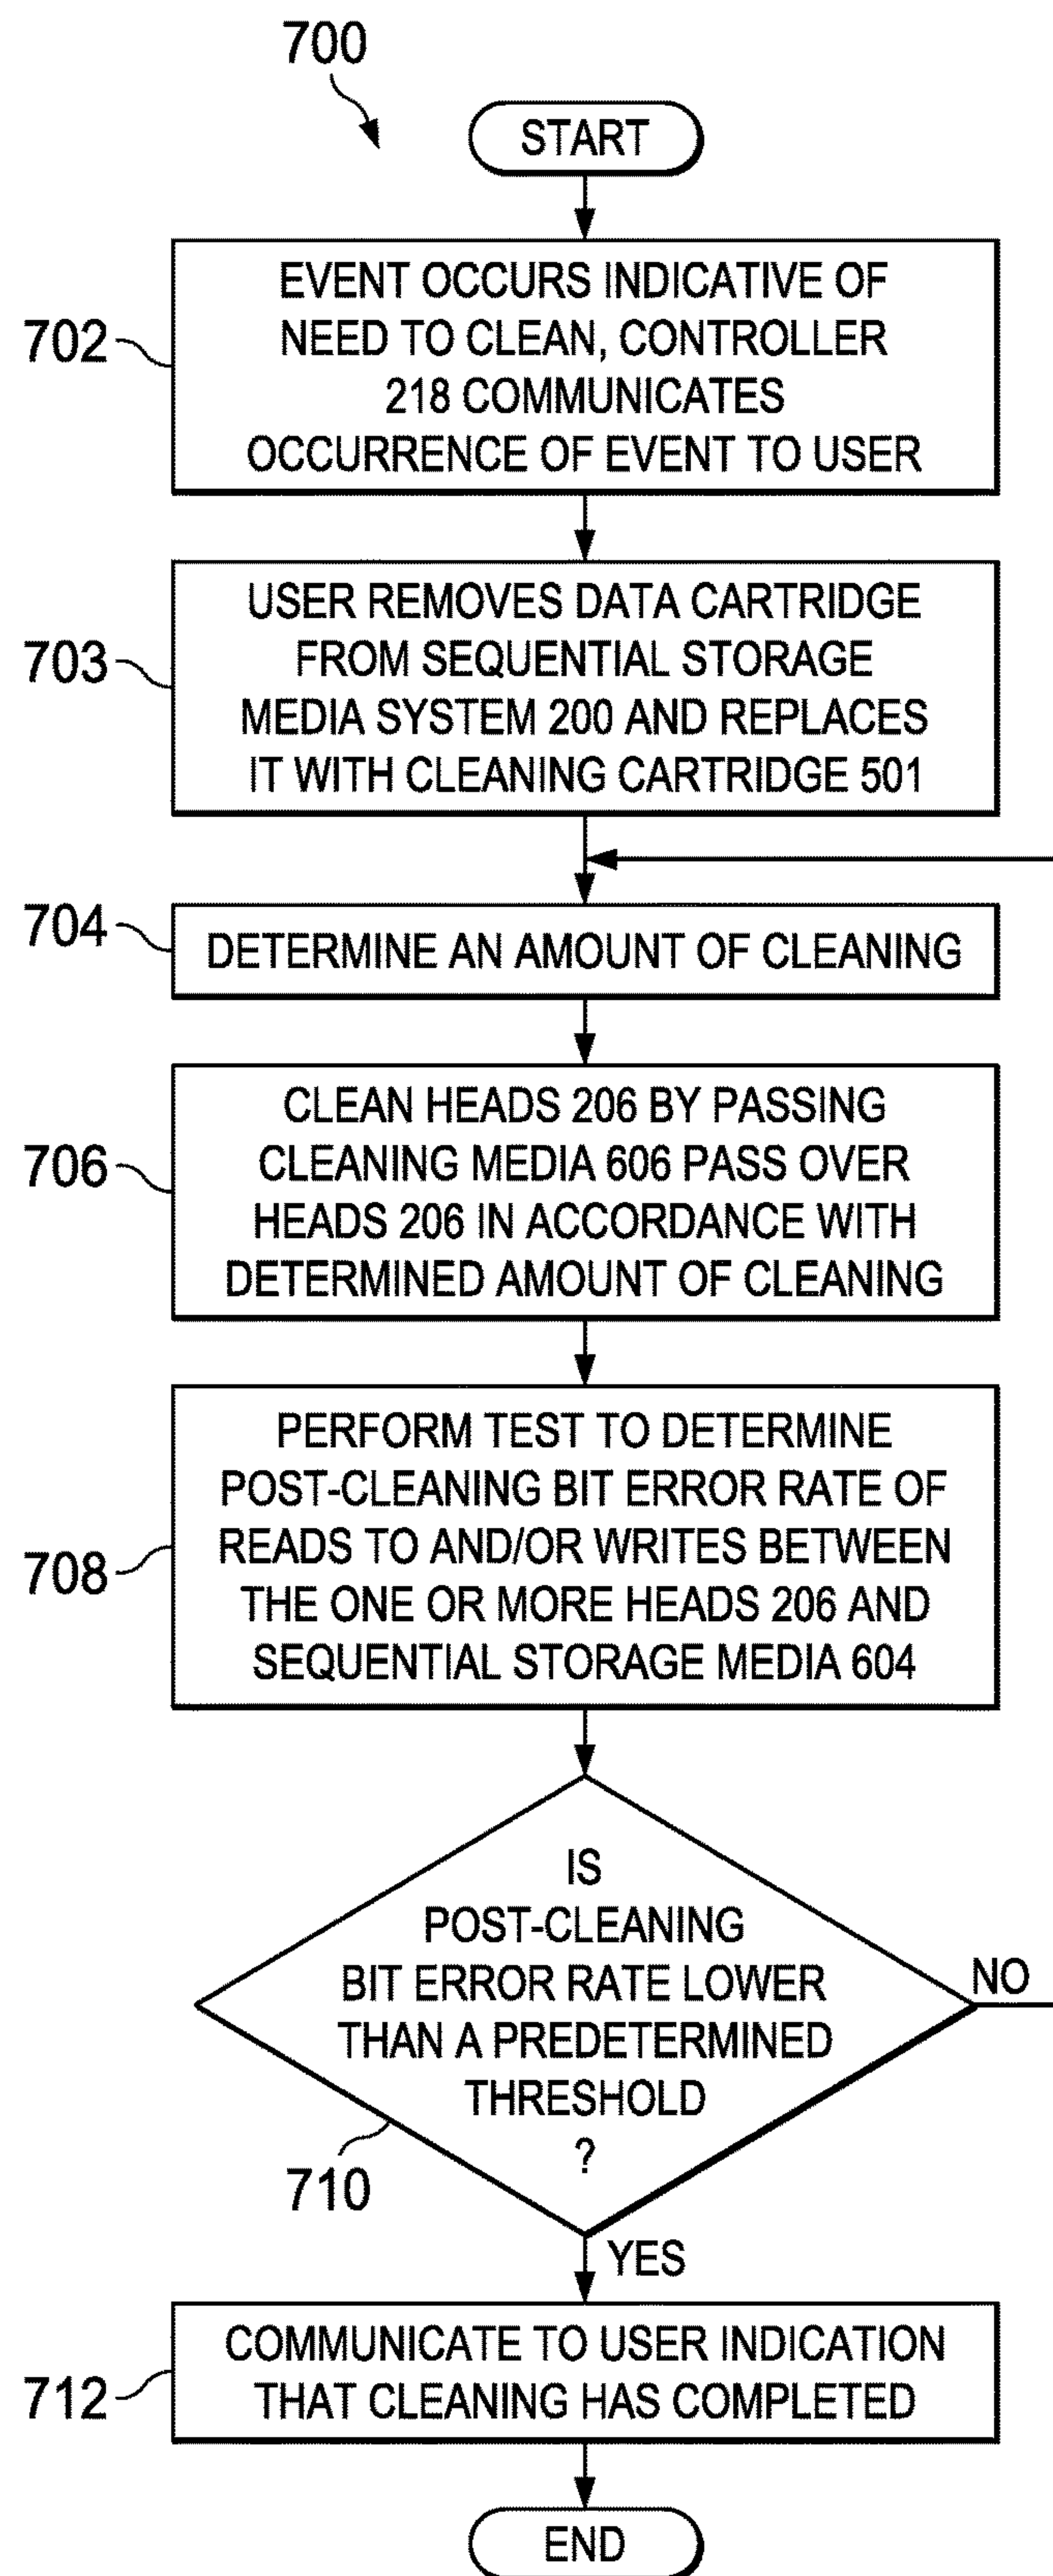 700
START
702
EVENT OCCURS INDICATIVE OF
NEED TO CLEAN, CONTROLLER
218 COMMUNICATES
OCCURRENCE OF EVENT TO USER
703
USER REMOVES DATA CARTRIDGE
FROM SEQUENTIAL STORAGE
MEDIA SYSTEM 200 AND REPLACES
IT WITH CLEANING CARTRIDGE 501
704
DETERMINE AN AMOUNT OF CLEANING
706
CLEAN HEADS 206 BY PASSING
CLEANING MEDIA 606 PASS OVER
HEADS 206 IN ACCORDANCE WITH
DETERMINED AMOUNT OF CLEANING
708
PERFORM TEST TO DETERMINE
POST-CLEANING BIT ERROR RATE OF
READS TO AND/OR WRITES BETWEEN
THE ONE OR MORE HEADS 206 AND
SEQUENTIAL STORAGE MEDIA 604
IS
POST-CLEANING
BIT ERROR RATE LOWER
THAN A PREDETERMINED
THRESHOLD
?
NO
710
YES
712
COMMUNICATE TO USER INDICATION
THAT CLEANING HAS COMPLETED
END